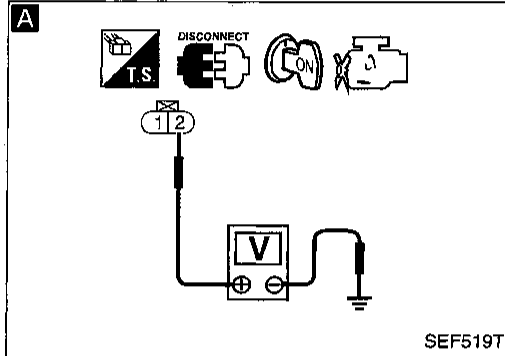 A
DISCONNECT
T.S.
ON
1 2
V
⊕ ⊖
SEF519T